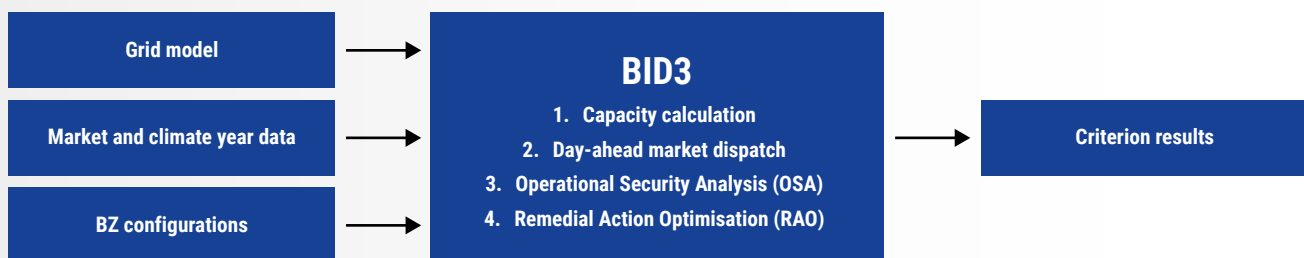 Grid model
Market and climate year data
BZ configurations
BID3
1. Capacity calculation
2. Day-ahead market dispatch
3. Operational Security Analysis (OSA)
4. Remedial Action Optimisation (RAO)
Criterion results